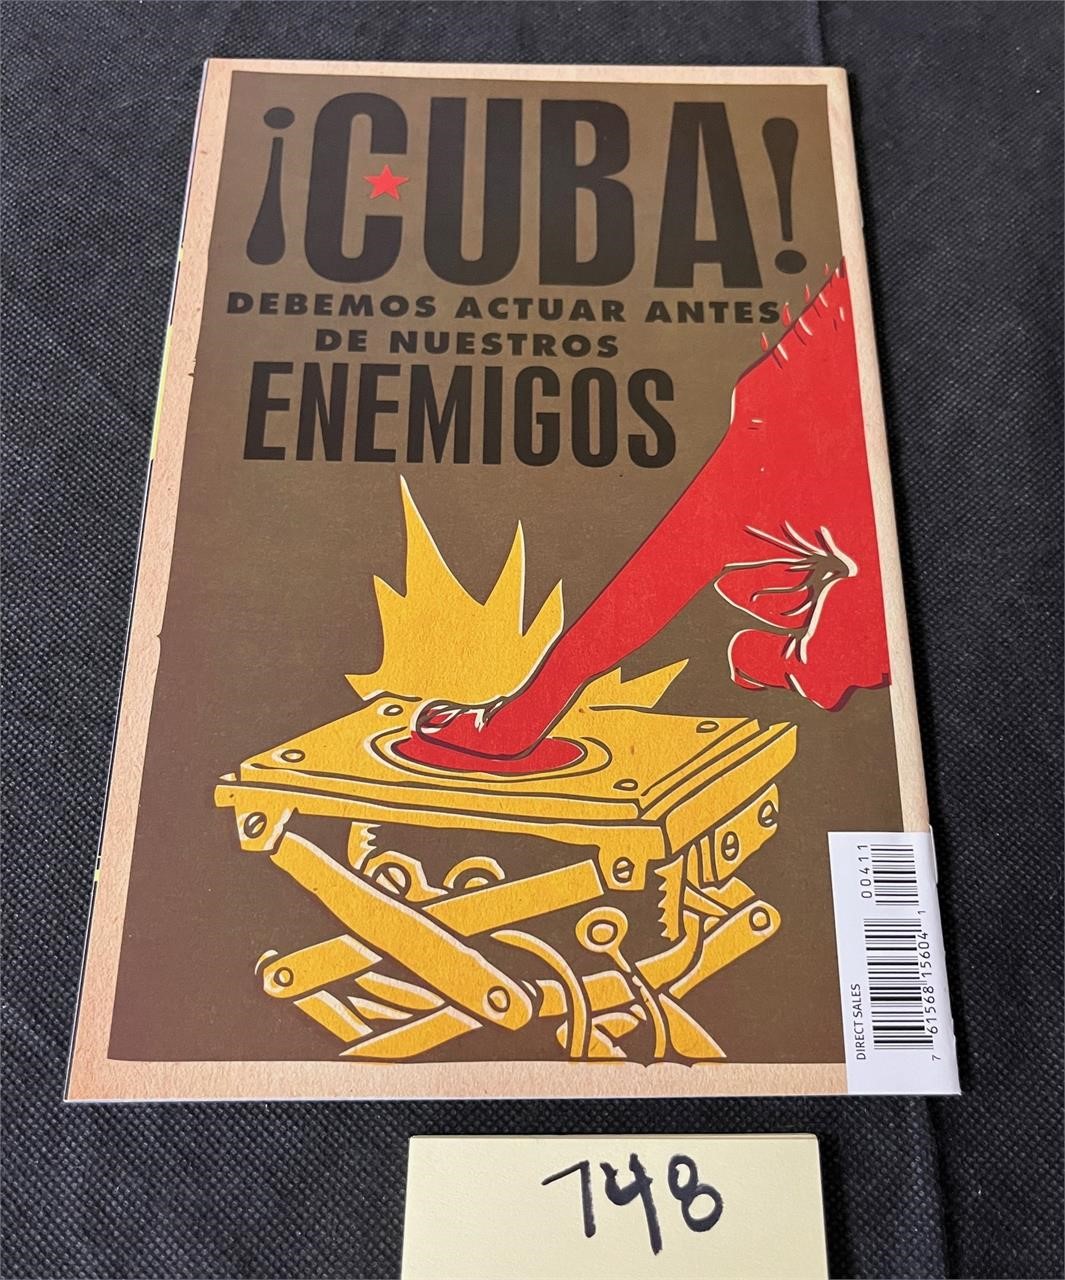 ¡CUBA!
DEBEMOS ACTUAR ANTES
DE NUESTROS
ENEMIGOS
00411
DIRECT SALES
7 61568 15604 1
748